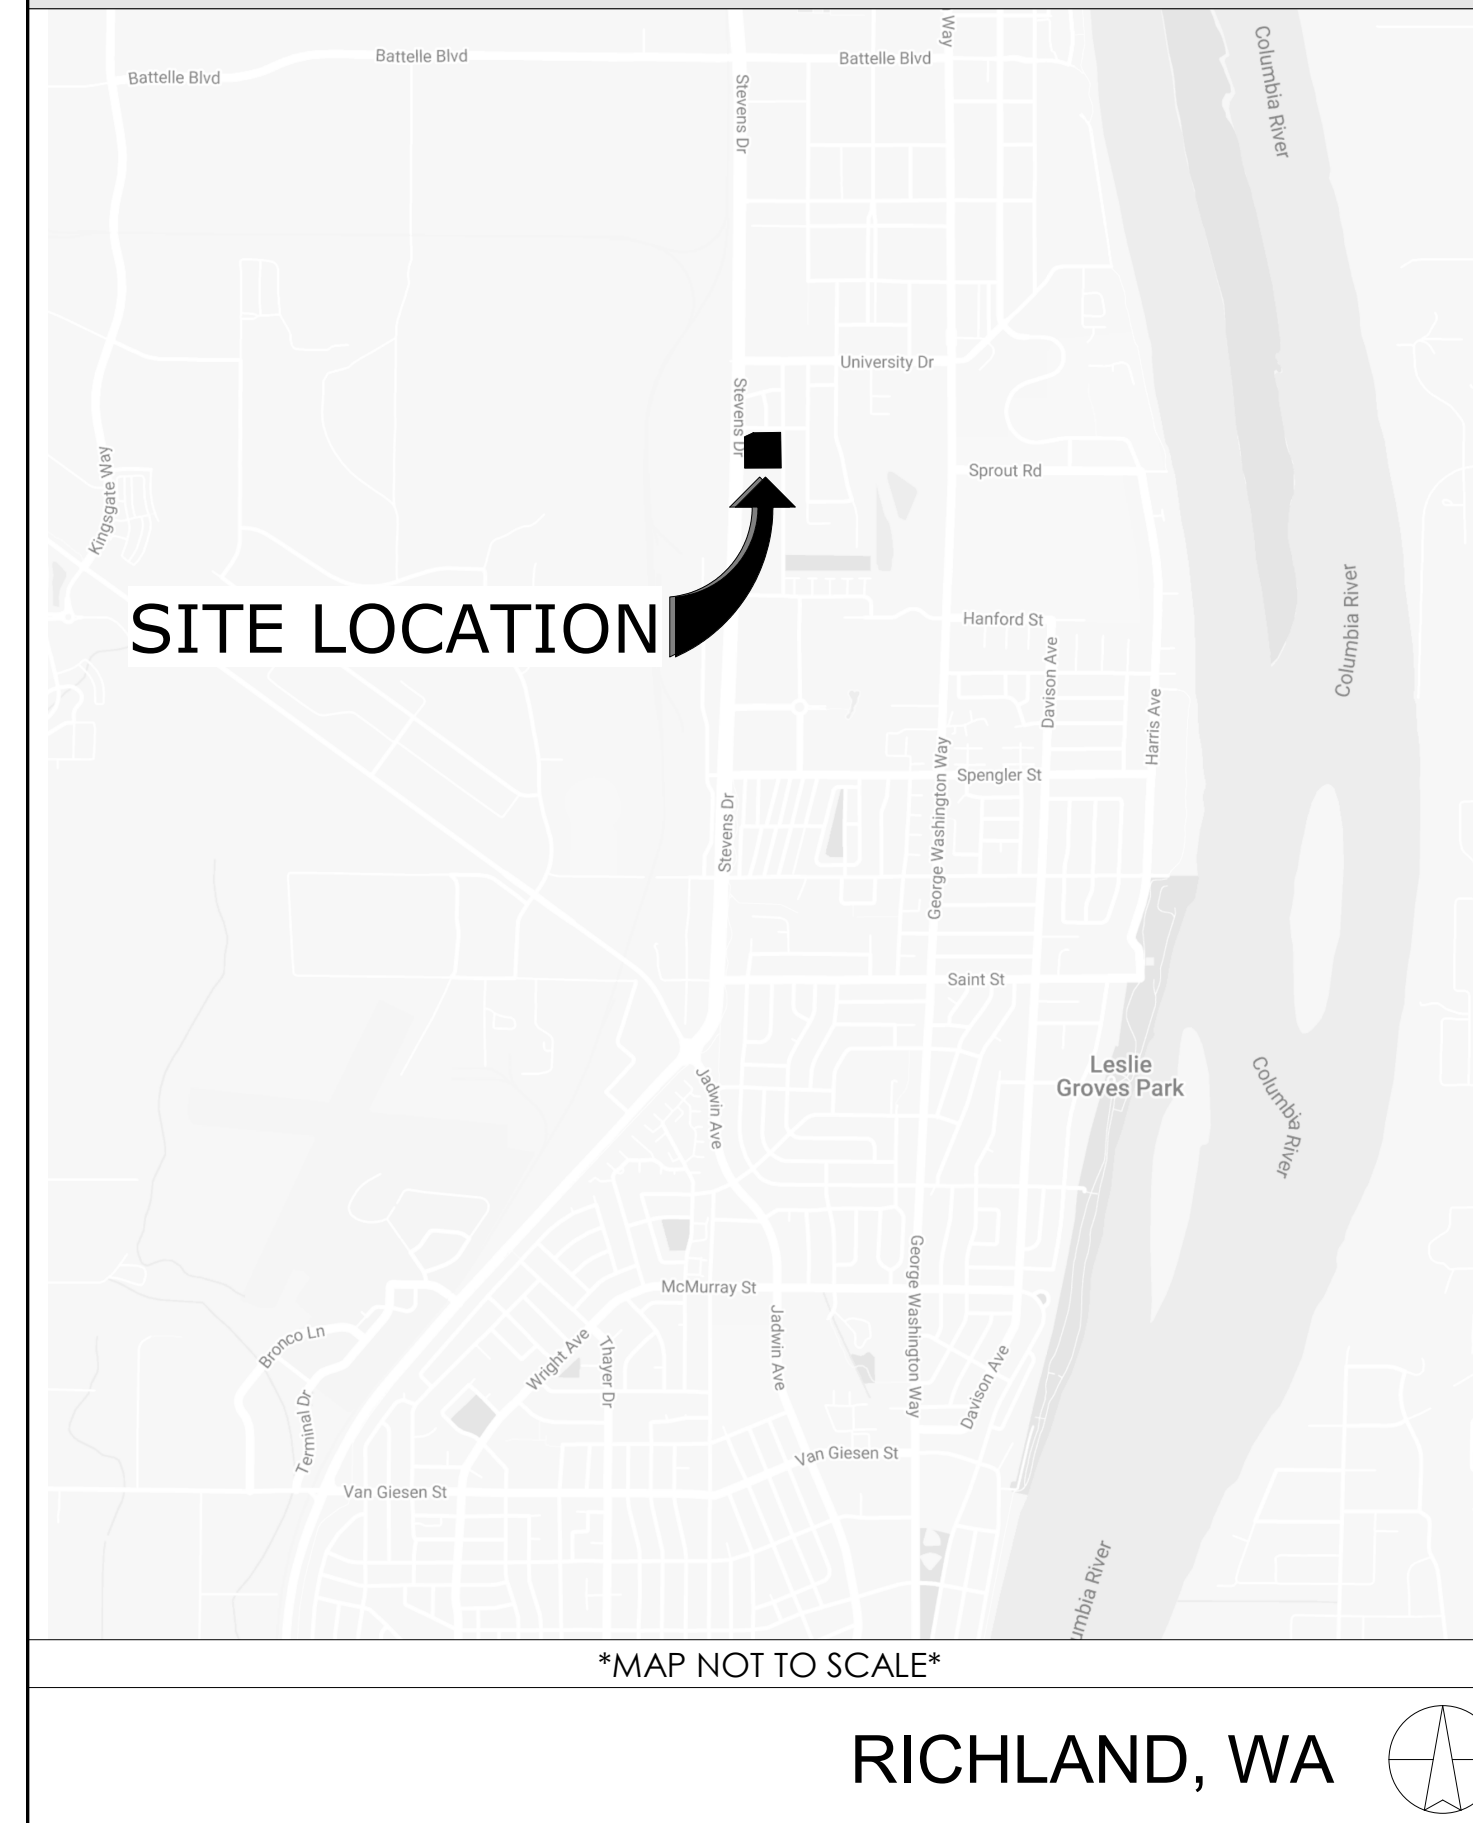 Way
Columbia River
Battelle Blvd
Battelle Blvd
Battelle Blvd
Stevens Dr
University Dr
Stevens Dr
Kingsgate Way
Sprout Rd
SITE LOCATION
Hanford St
Columbia River
Davison Ave
Harris Ave
George Washington Way
Spengler St
Stevens Dr
Saint St
Leslie
Groves Park
Columbia River
Jadwin Ave
McMurray St
George Washington Way
Bronco Ln
Wright Ave
Thayer Dr
Jadwin Ave
Davison Ave
Terminal Dr
Van Giesen St
Van Giesen St
umbia River
*MAP NOT TO SCALE*
RICHLAND, WA